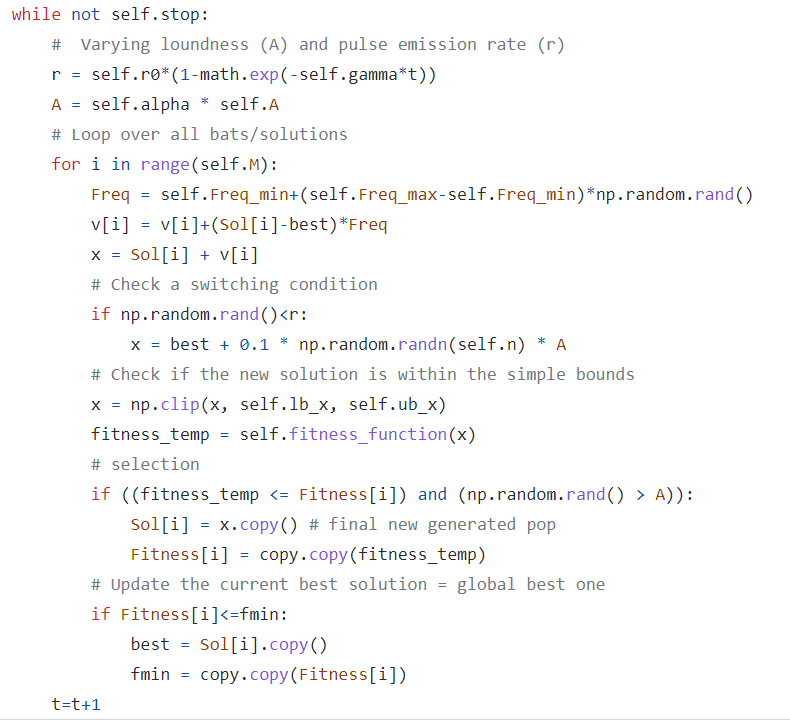 while not self.stop:
    #  Varying loundness (A) and pulse emission rate (r)
    r = self.r0*(1-math.exp(-self.gamma*t))
    A = self.alpha * self.A
    # Loop over all bats/solutions
    for i in range(self.M):
        Freq = self.Freq_min+(self.Freq_max-self.Freq_min)*np.random.rand()
        v[i] = v[i]+(Sol[i]-best)*Freq
        x = Sol[i] + v[i]
        # Check a switching condition
        if np.random.rand()<r:
            x = best + 0.1 * np.random.randn(self.n) * A
        # Check if the new solution is within the simple bounds
        x = np.clip(x, self.lb_x, self.ub_x)
        fitness_temp = self.fitness_function(x)
        # selection
        if ((fitness_temp <= Fitness[i]) and (np.random.rand() > A)):
            Sol[i] = x.copy() # final new generated pop
            Fitness[i] = copy.copy(fitness_temp)
        # Update the current best solution = global best one
        if Fitness[i]<=fmin:
            best = Sol[i].copy()
            fmin = copy.copy(Fitness[i])
    t=t+1